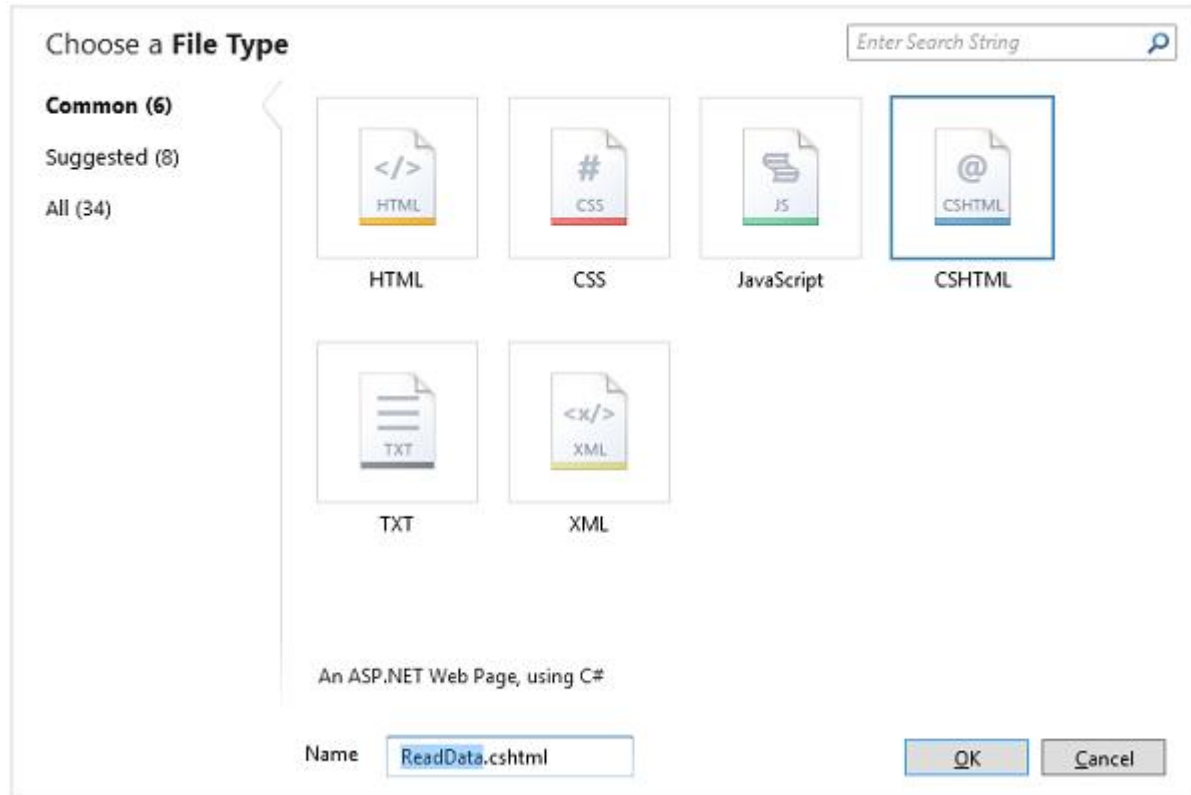 Choose a File Type
Enter Search String
Common (6)
Suggested (8)
All (34)
</> # @
HTML CSS JS CSHTML
HTML CSS JavaScript CSHTML
<x/>
TXT XML
TXT XML
An ASP.NET Web Page, using C#
Name ReadData.cshtml OK Cancel